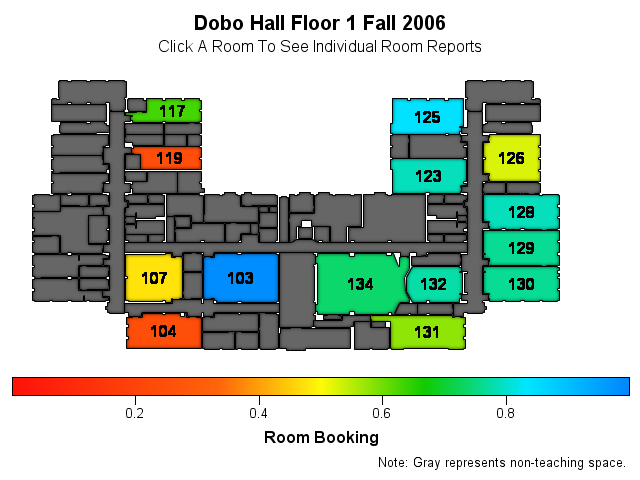 Dobo Hall Floor 1 Fall 2006
Click A Room To See Individual Room Reports
117
125
119
126
123
128
129
107
103
134
132
130
104
131
0.2 0.4 0.6 0.8
Room Booking
Note: Gray represents non-teaching space.